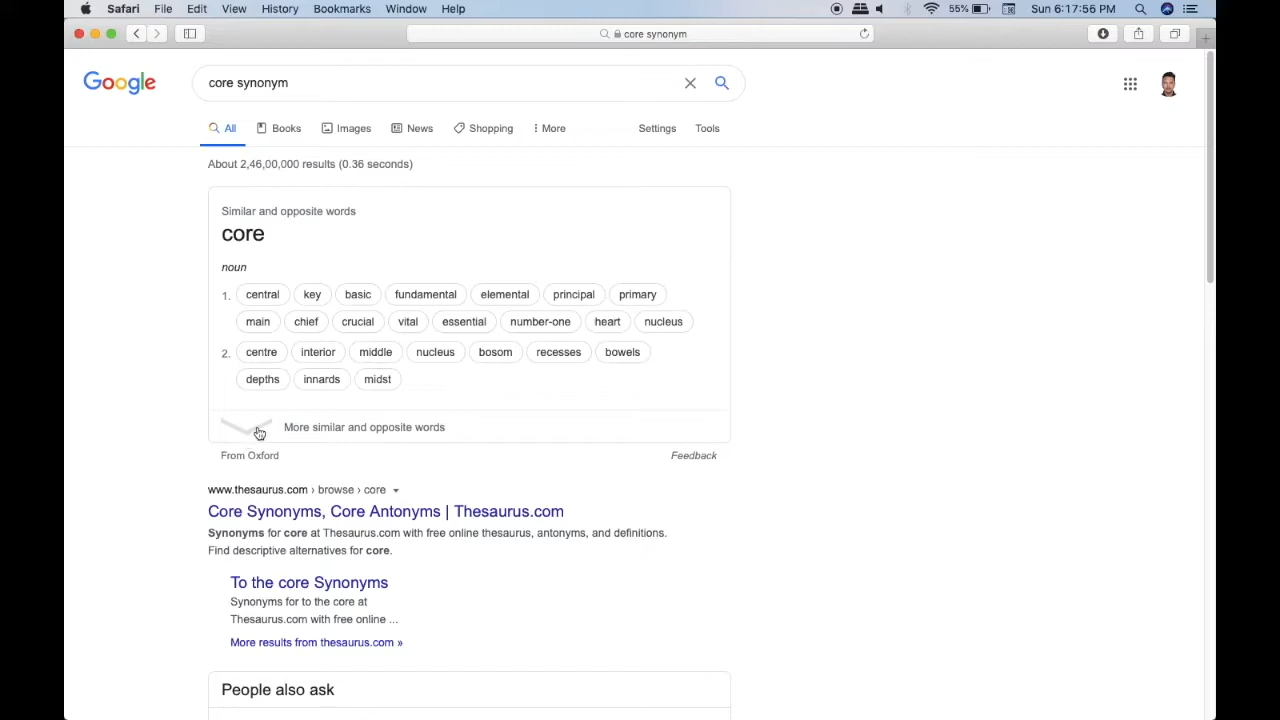 Safari File Edit View History Bookmarks Window Help 55% Sun 6:17:56 PM
core synonym
Google core synonym
All Books Images News Shopping More Settings Tools
About 2,46,00,000 results (0.36 seconds)
Similar and opposite words
core
noun
1. central key basic fundamental elemental principal primary
main chief crucial vital essential number-one heart nucleus
2. centre interior middle nucleus bosom recesses bowels
depths innards midst
More similar and opposite words
From Oxford Feedback
www.thesaurus.com › browse › core
Core Synonyms, Core Antonyms | Thesaurus.com
Synonyms for core at Thesaurus.com with free online thesaurus, antonyms, and definitions.
Find descriptive alternatives for core.
To the core Synonyms
Synonyms for to the core at
Thesaurus.com with free online ...
More results from thesaurus.com »
People also ask